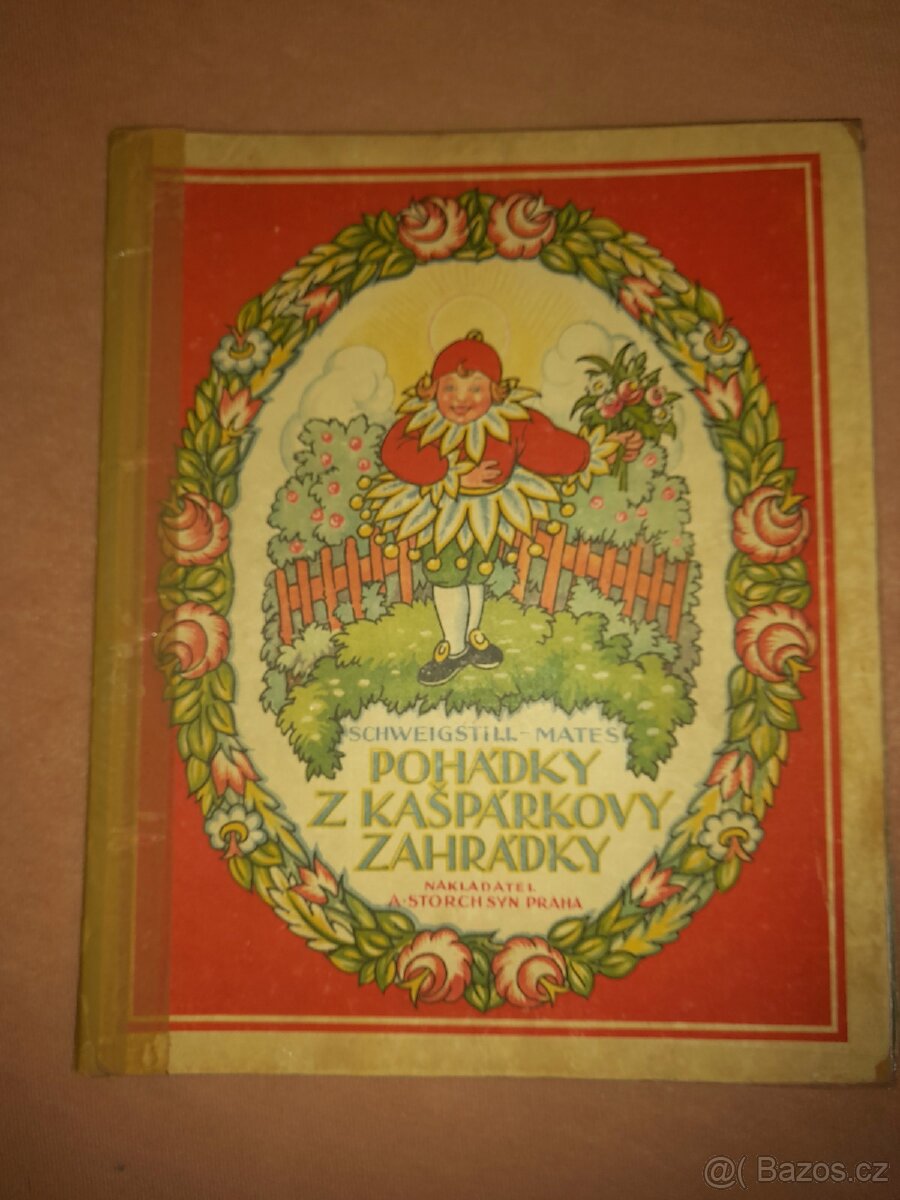 SCHWEIGSTiLL - MATES
POHÁDKY
Z KAŠPÁRKOVY
ZAHRÁDKY
NAKLADATEL
A. STORCH SYN PRAHA
@( Bazos.cz